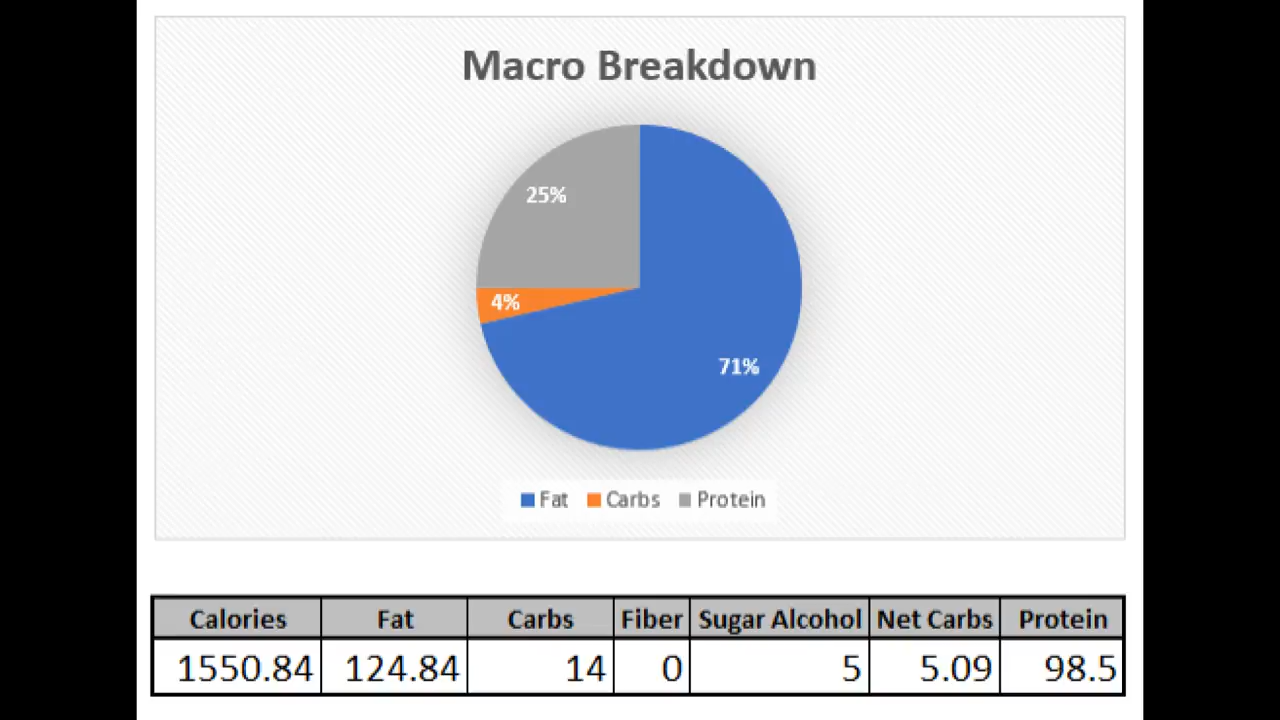 Macro Breakdown
25%
4%
71%
Fat Carbs Protein
Calories Fat Carbs Fiber Sugar Alcohol Net Carbs Protein
1550.84 124.84 14 0 5 5.09 98.5